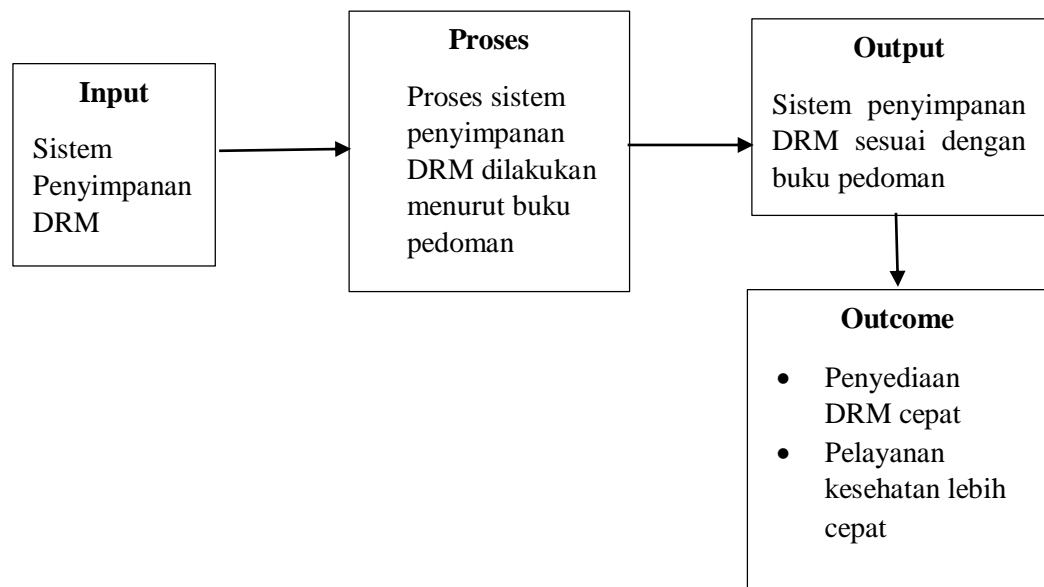 Input
Sistem
Penyimpanan
DRM
Proses
Proses sistem
penyimpanan
DRM dilakukan
menurut buku
pedoman
Output
Sistem penyimpanan
DRM sesuai dengan
buku pedoman
Outcome
• Penyediaan
DRM cepat
• Pelayanan
kesehatan lebih
cepat